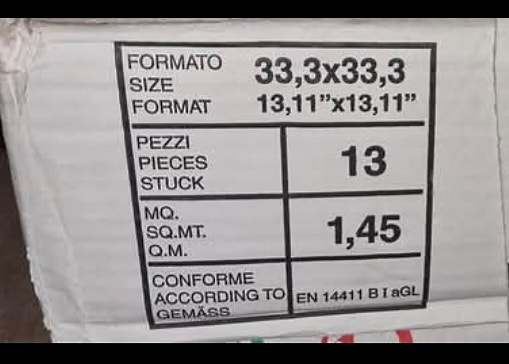 FORMATO
SIZE
FORMAT
33,3x33,3
13,11”x13,11”
PEZZI
PIECES
STUCK
13
MQ.
SQ.MT.
Q.M.
1,45
CONFORME
ACCORDING TO
GEMÄSS
EN 14411 B I aGL